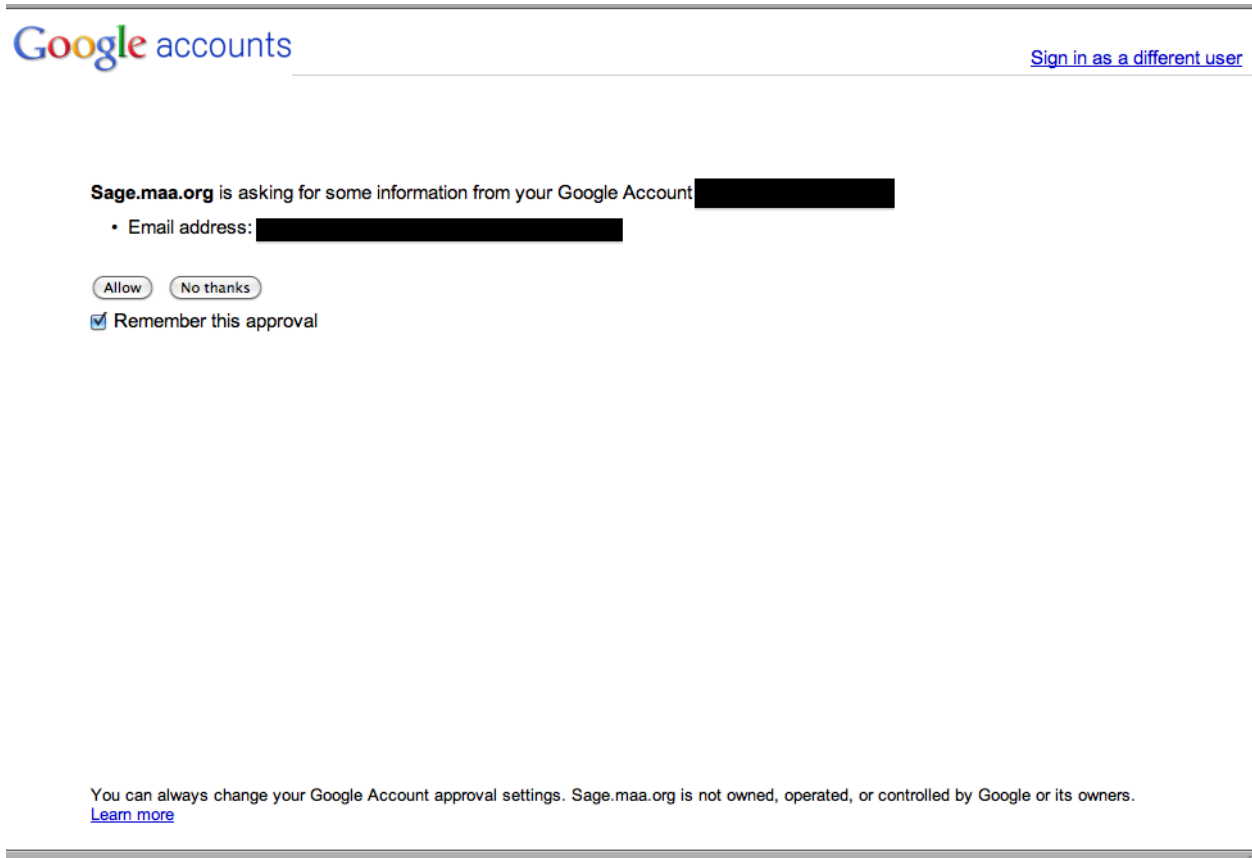 Google accounts
Sign in as a different user
Sage.maa.org is asking for some information from your Google Account
• Email address:
Allow No thanks
Remember this approval
You can always change your Google Account approval settings. Sage.maa.org is not owned, operated, or controlled by Google or its owners.
Learn more